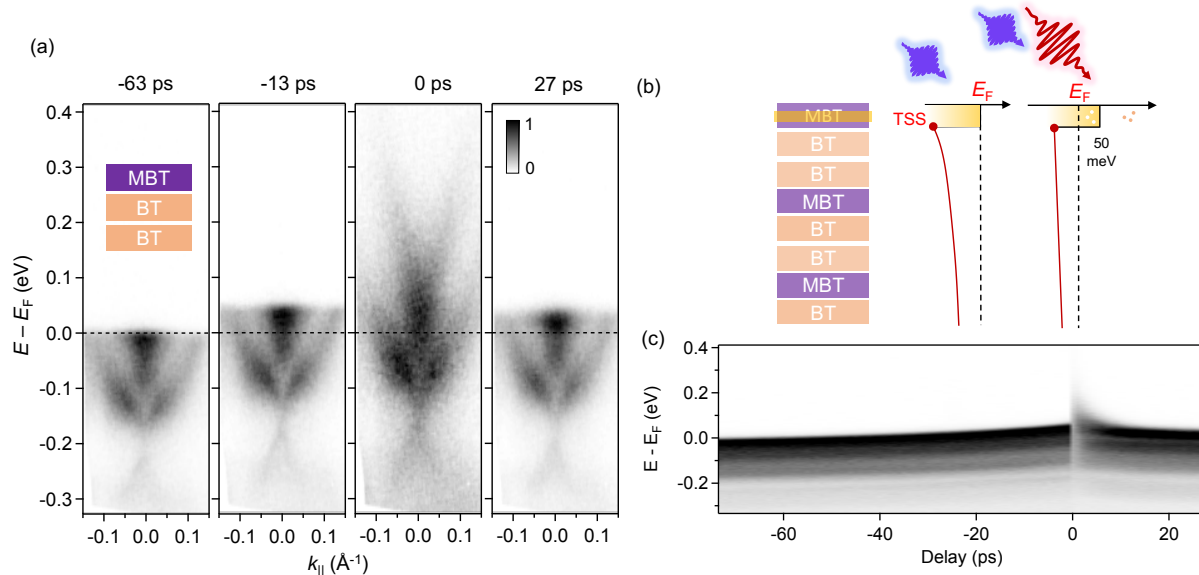 (a)
-63 ps
-13 ps
0 ps
27 ps
0.4
0.3
0.2
0.1
0.0
-0.1
-0.2
-0.3
E – E_F (eV)
MBT
BT
BT
1
0
-0.1 0.0 0.1
-0.1 0.0 0.1
-0.1 0.0 0.1
-0.1 0.0 0.1
k_|| (Å⁻¹)
(b)
MBT
BT
BT
MBT
BT
BT
MBT
BT
TSS
E_F
E_F
50
meV
(c)
0.4
0.2
0.0
-0.2
E - E_F (eV)
-60 -40 -20 0 20
Delay (ps)